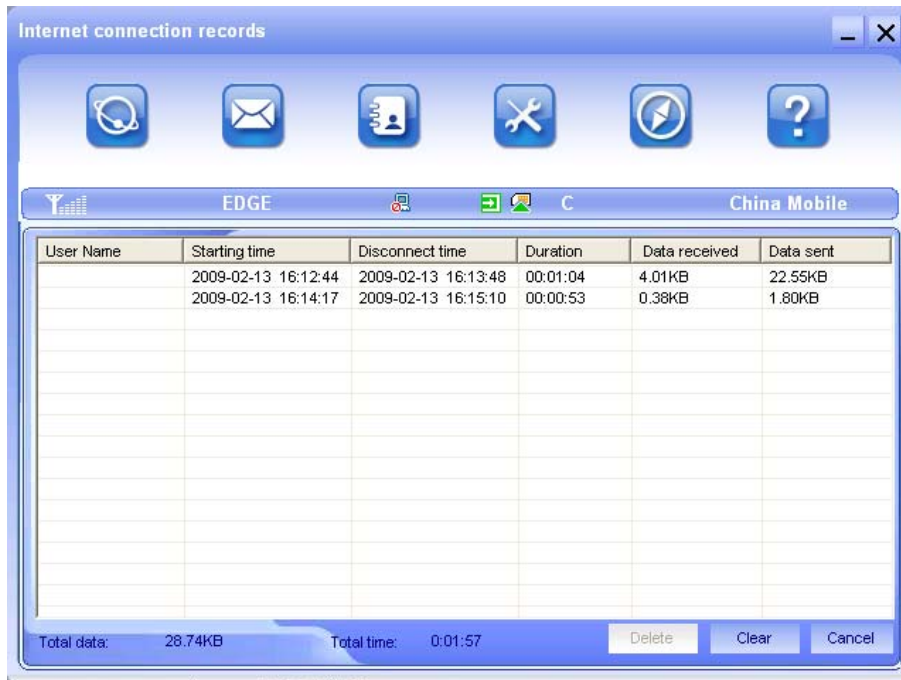 Internet connection records
EDGE C China Mobile
User Name Starting time Disconnect time Duration Data received Data sent
2009-02-13 16:12:44 2009-02-13 16:13:48 00:01:04 4.01KB 22.55KB
2009-02-13 16:14:17 2009-02-13 16:15:10 00:00:53 0.38KB 1.80KB
Total data: 28.74KB Total time: 0:01:57 Delete Clear Cancel